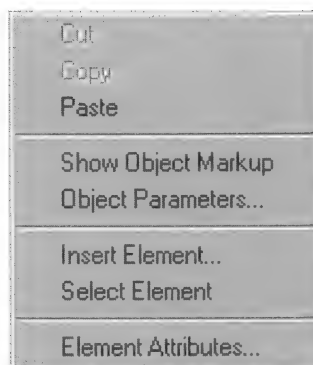 Cut
Copy
Paste
Show Object Markup
Object Parameters...
Insert Element...
Select Element
Element Attributes...